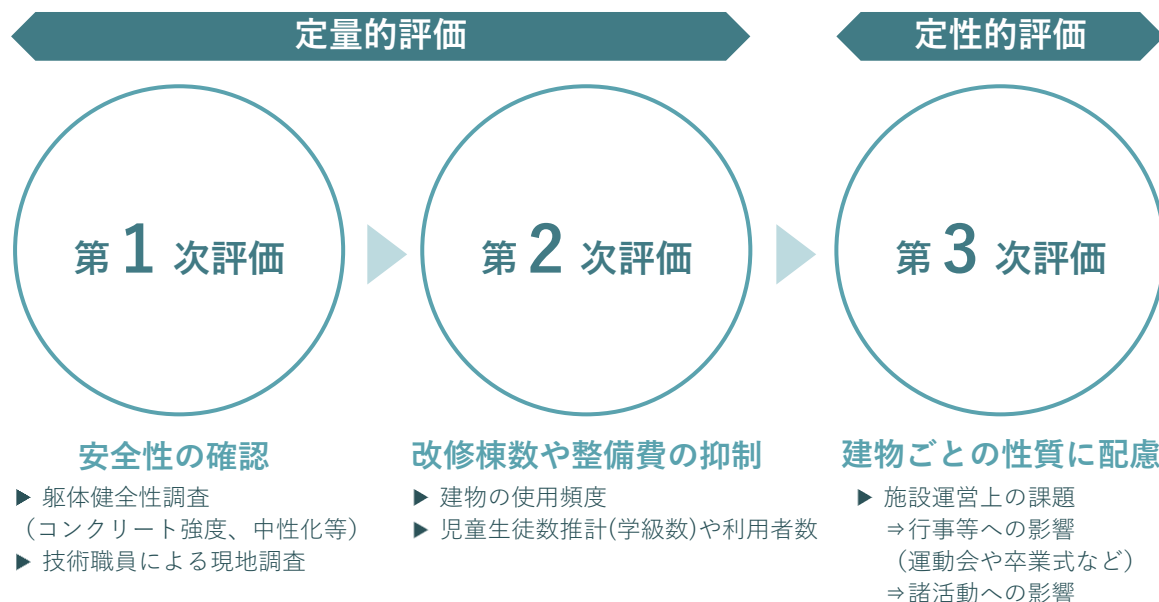 定量的評価
定性的評価
第 1 次評価
第 2 次評価
第 3 次評価
安全性の確認
▶ 躯体健全性調査
（コンクリート強度、中性化等）
▶ 技術職員による現地調査
改修棟数や整備費の抑制
▶ 建物の使用頻度
▶ 児童生徒数推計(学級数)や利用者数
建物ごとの性質に配慮
▶ 施設運営上の課題
⇒行事等への影響
（運動会や卒業式など）
⇒諸活動への影響